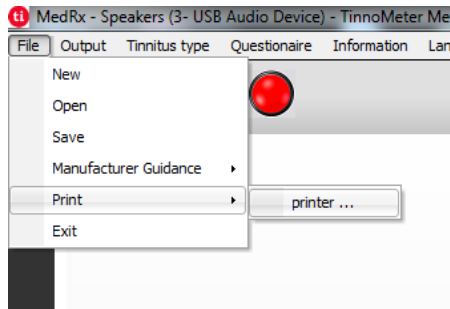 ti MedRx - Speakers (3- USB Audio Device) - TinnoMeter Me
File Output Tinnitus type Questionaire Information Lan
New
Open
Save
Manufacturer Guidance
Print
printer ...
Exit